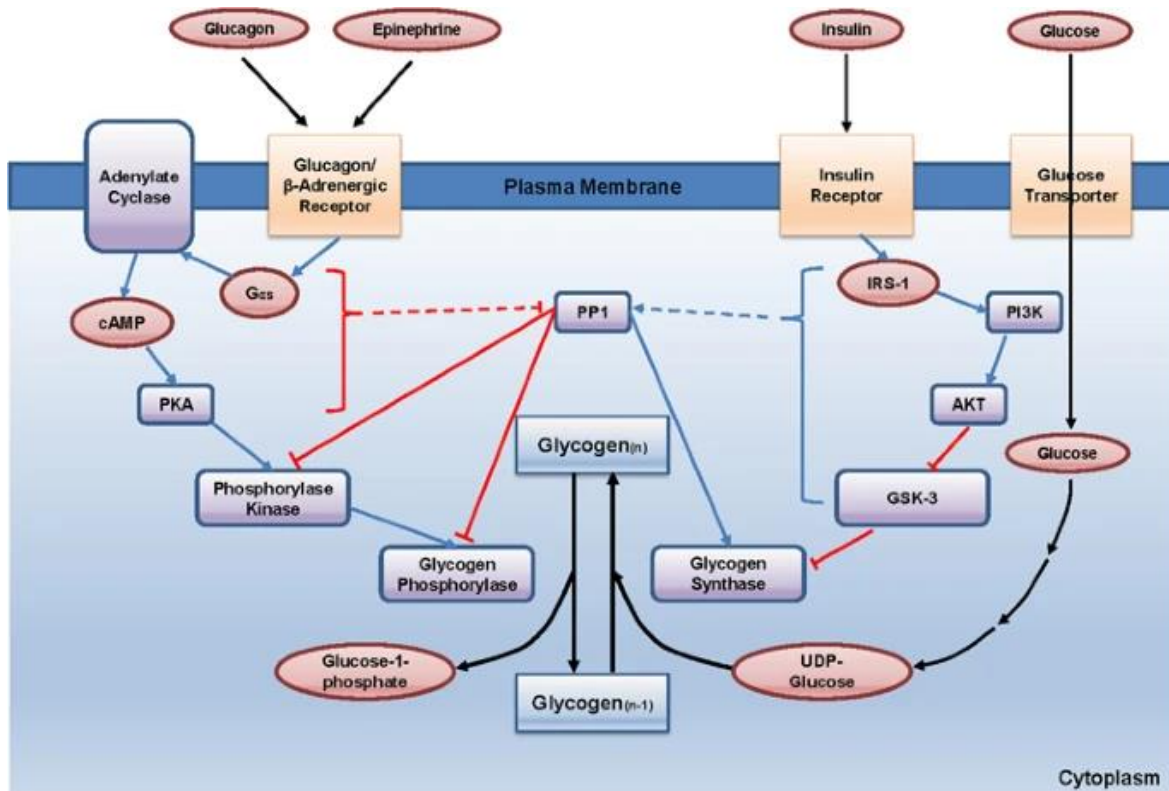 Glucagon
Epinephrine
Insulin
Glucose
Adenylate
Cyclase
Glucagon/
β-Adrenergic
Receptor
Plasma Membrane
Insulin
Receptor
Glucose
Transporter
Gαs
IRS-1
cAMP
PP1
PI3K
PKA
AKT
Glycogen(n)
Glucose
Phosphorylase
Kinase
GSK-3
Glycogen
Phosphorylase
Glycogen
Synthase
Glucose-1-
phosphate
UDP-
Glucose
Glycogen(n-1)
Cytoplasm